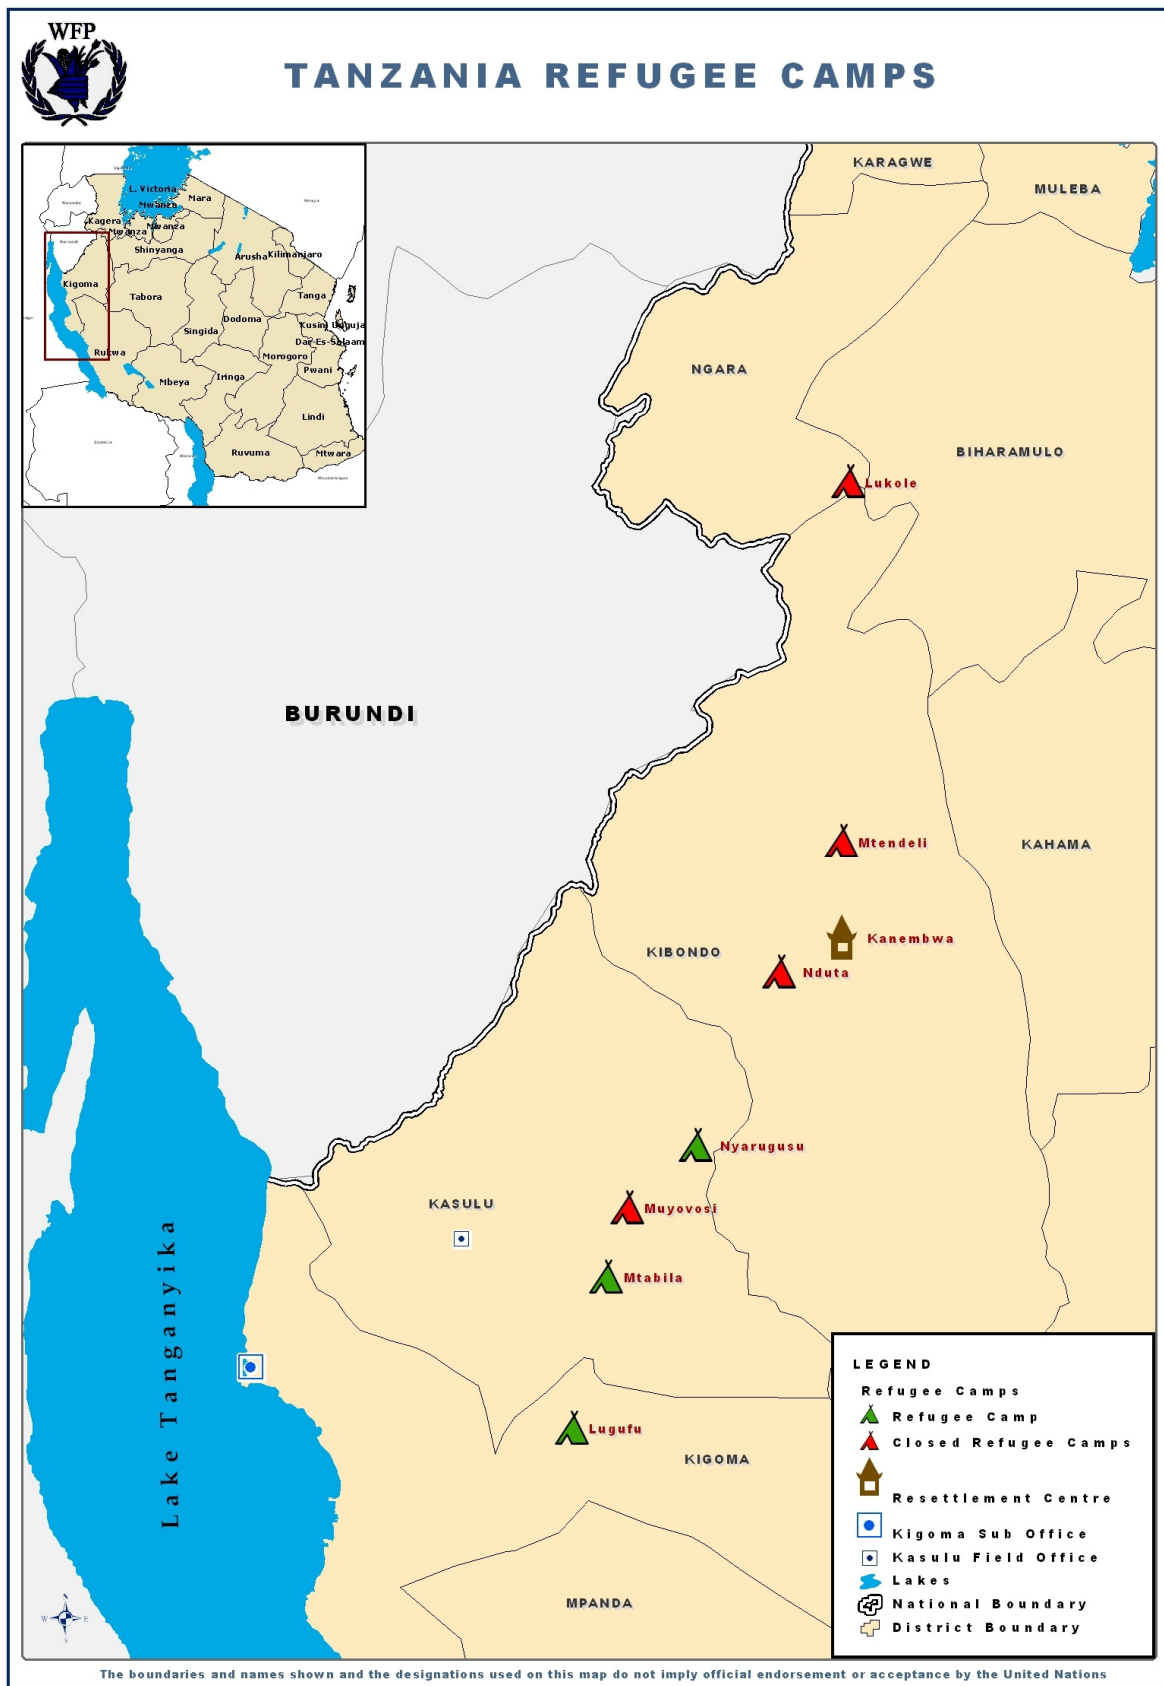 WFP
TANZANIA REFUGEE CAMPS
L. Victoria
Mara
Mwanza
Kagera
Mwanza
Mwanza
Burundi
Shinyanga
Arusha
Kilimanjaro
Kigoma
Tabora
Tanga
Dodoma
Singida
Kusini Unguja
Dar-Es-Salaam
Rukwa
Morogoro
Pwani
Mbeya
Iringa
Lindi
Ruvuma
Mtwara
KARAGWE
MULEBA
NGARA
BIHARAMULO
Lukole
BURUNDI
Mtendeli
KAHAMA
Kanembwa
KIBONDO
Nduta
Nyarugusu
KASULU
Muyovosi
Mtabila
Lake Tanganyika
Lugufu
KIGOMA
MPANDA
LEGEND
Refugee Camps
Refugee Camp
Closed Refugee Camps
Resettlement Centre
Kigoma Sub Office
Kasulu Field Office
Lakes
National Boundary
District Boundary
N
W E
S
The boundaries and names shown and the designations used on this map do not imply official endorsement or acceptance by the United Nations